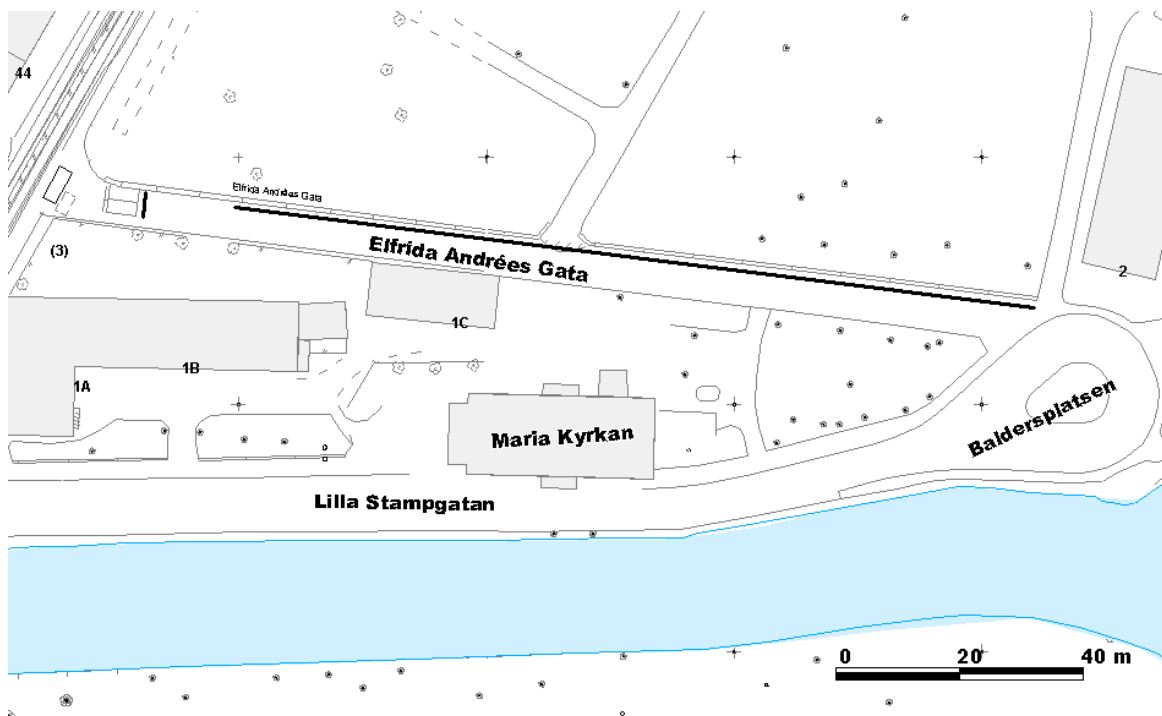 44
Elfrida Andrées Gata
Elfrida Andrées Gata
(3)
2
1C
1B
1A
Maria Kyrkan
Baldersplatsen
Lilla Stampgatan
0 20 40 m